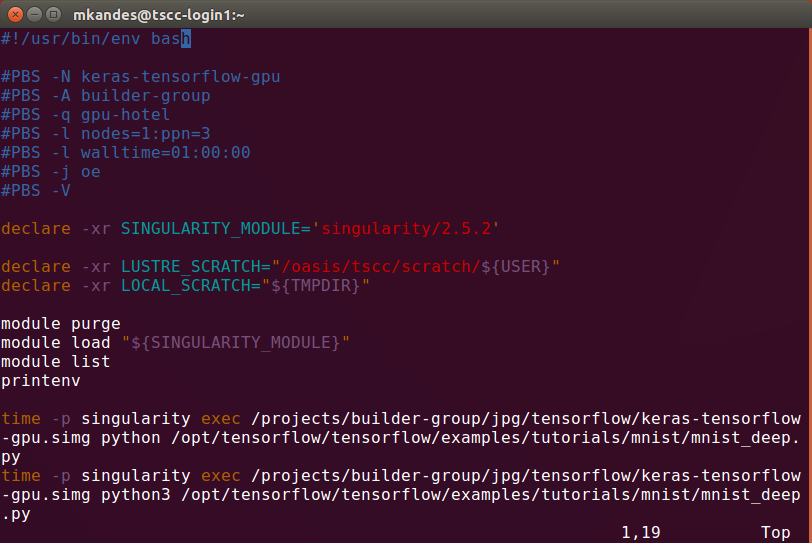 mkandes@tscc-login1:~
#!/usr/bin/env bash
#PBS -N keras-tensorflow-gpu
#PBS -A builder-group
#PBS -q gpu-hotel
#PBS -l nodes=1:ppn=3
#PBS -l walltime=01:00:00
#PBS -j oe
#PBS -V
declare -xr SINGULARITY_MODULE='singularity/2.5.2'
declare -xr LUSTRE_SCRATCH="/oasis/tscc/scratch/${USER}"
declare -xr LOCAL_SCRATCH="${TMPDIR}"
module purge
module load "${SINGULARITY_MODULE}"
module list
printenv
time -p singularity exec /projects/builder-group/jpg/tensorflow/keras-tensorflow
-gpu.simg python /opt/tensorflow/tensorflow/examples/tutorials/mnist/mnist_deep.
py
time -p singularity exec /projects/builder-group/jpg/tensorflow/keras-tensorflow
-gpu.simg python3 /opt/tensorflow/tensorflow/examples/tutorials/mnist/mnist_deep
.py
1,19 Top